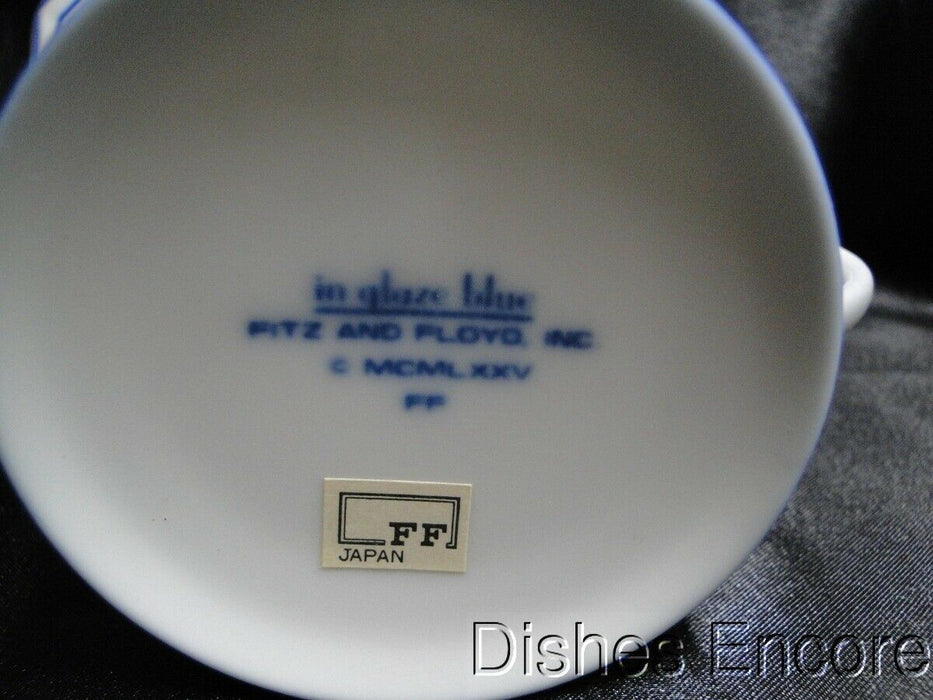 in glaze blue
FITZ AND FLOYD, INC
© MCMLXXV
FF
FF
JAPAN
Dishes Encore